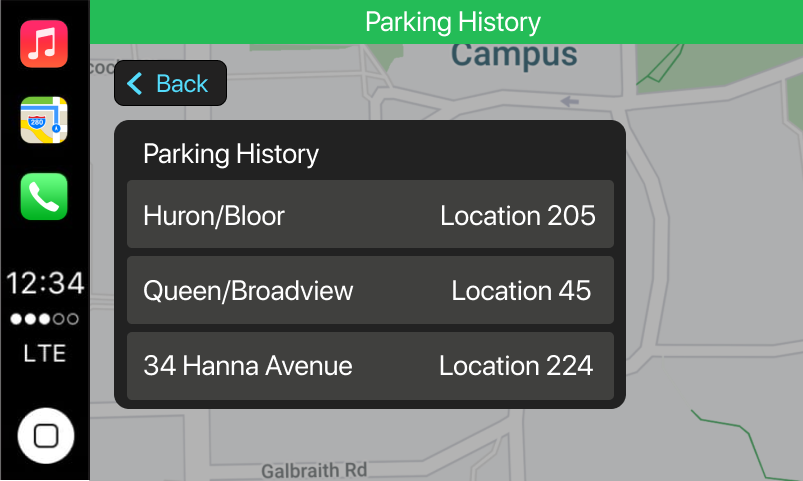 Parking History
Campus
coc
Back
Parking History
Huron/Bloor Location 205
280
Queen/Broadview Location 45
12:34
LTE
34 Hanna Avenue Location 224
Galbraith Rd